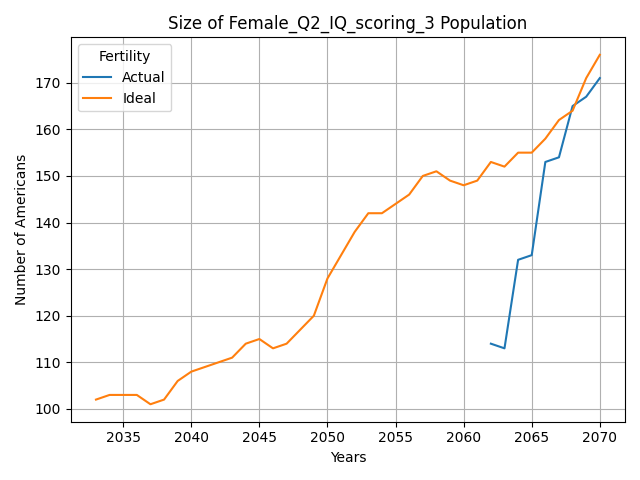 Size of Female_Q2_IQ_scoring_3 Population
Fertility
Actual
Ideal
Number of Americans
170
160
150
140
130
120
110
100
2035 2040 2045 2050 2055 2060 2065 2070
Years